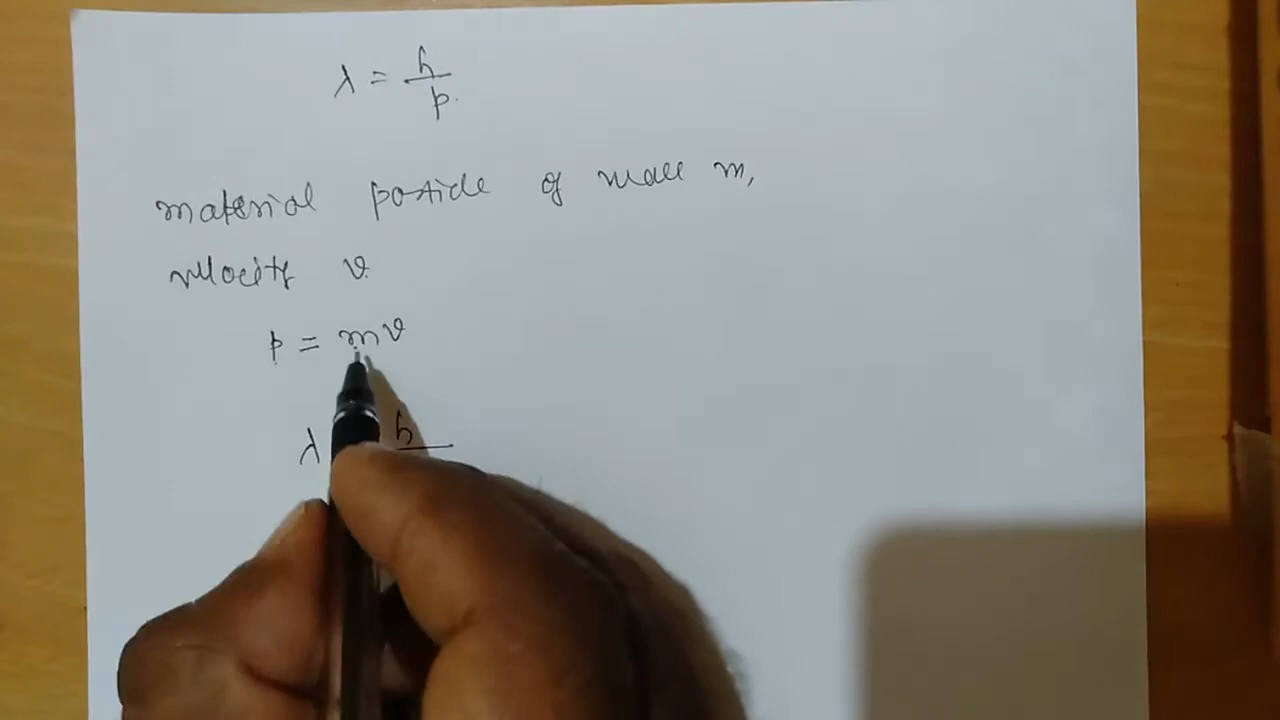 λ = h/p.
material particle of mass m,
velocity v
p = mv
λ h